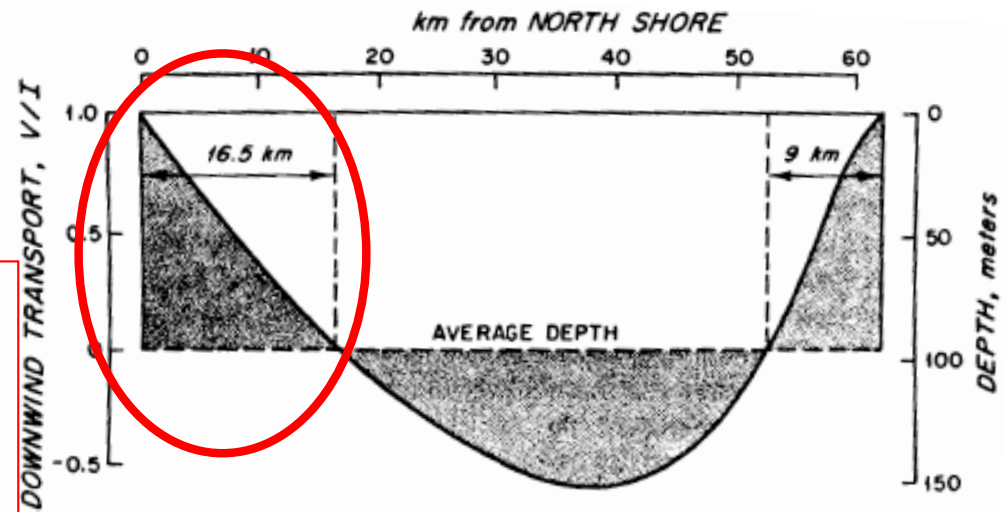 km from NORTH SHORE
0 10 20 30 40 50 60
1.0 0
16.5 km 9 km
0.5 50
AVERAGE DEPTH
0 100
-0.5 150
DOWNWIND TRANSPORT, V/I
DEPTH, meters